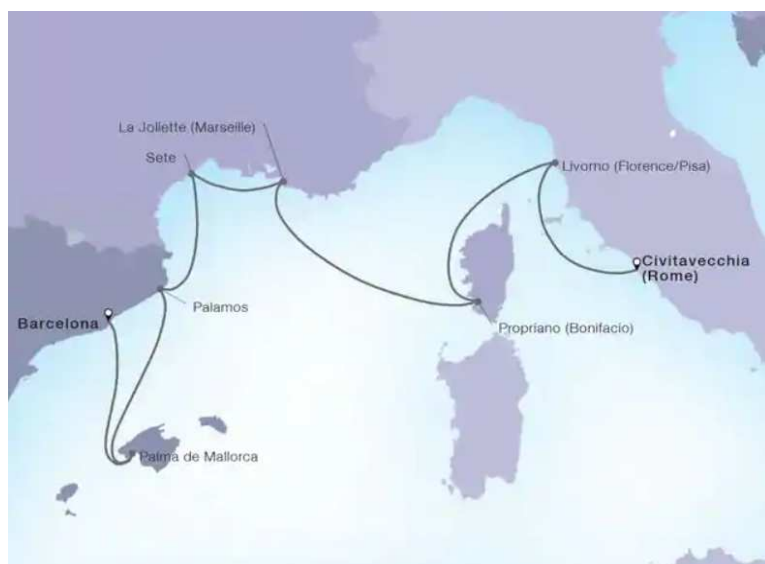 La Joliette (Marseille)
Sete
Livorno (Florence/Pisa)
Civitavecchia
(Rome)
Palamos
Barcelona
Propriano (Bonifacio)
Palma de Mallorca